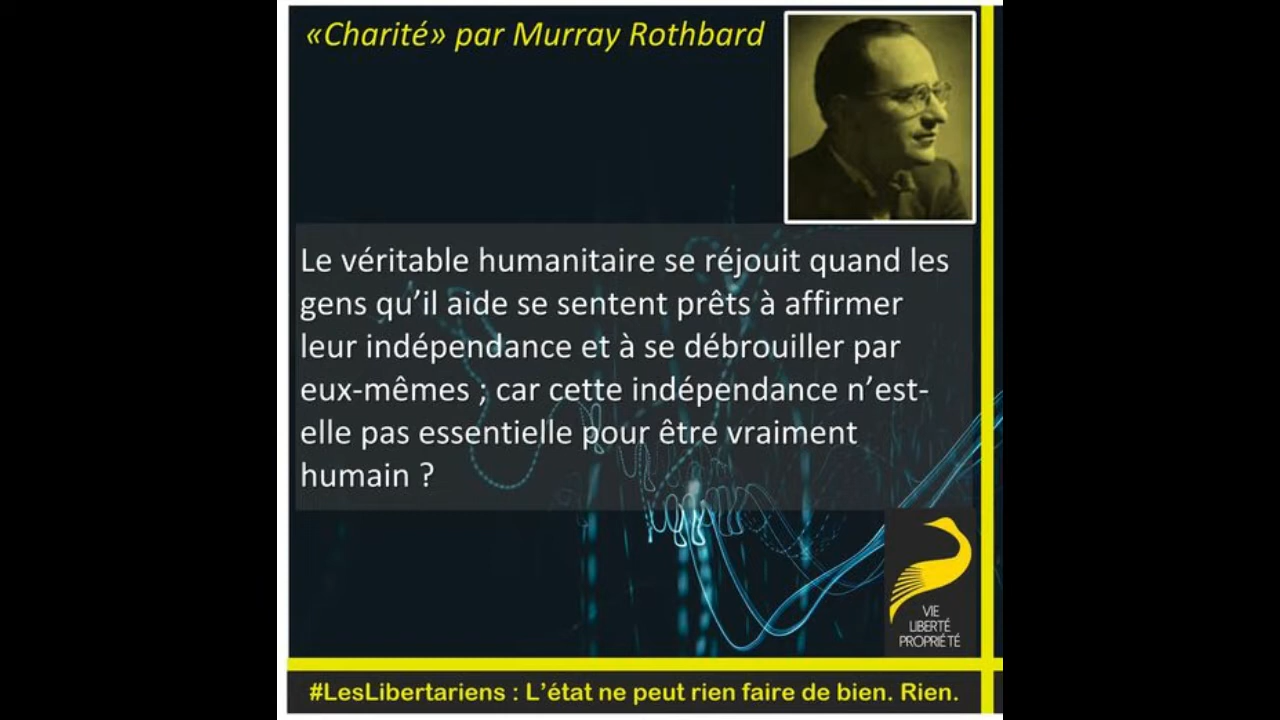 «Charité» par Murray Rothbard
Le véritable humanitaire se réjouit quand les
gens qu’il aide se sentent prêts à affirmer
leur indépendance et à se débrouiller par
eux-mêmes ; car cette indépendance n’est-
elle pas essentielle pour être vraiment
humain ?
VIE
LIBERTÉ
PROPRIÉTÉ
#LesLibertariens : L’état ne peut rien faire de bien. Rien.